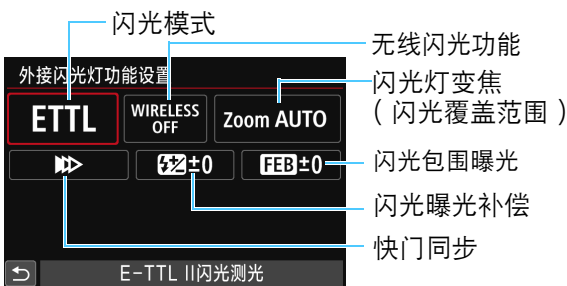 闪光模式
无线闪光功能
外接闪光灯功能设置
闪光灯变焦
（闪光覆盖范围）
ETTL
WIRELESS
OFF
Zoom AUTO
±0
FEB±0
闪光包围曝光
闪光曝光补偿
快门同步
E-TTL II闪光测光